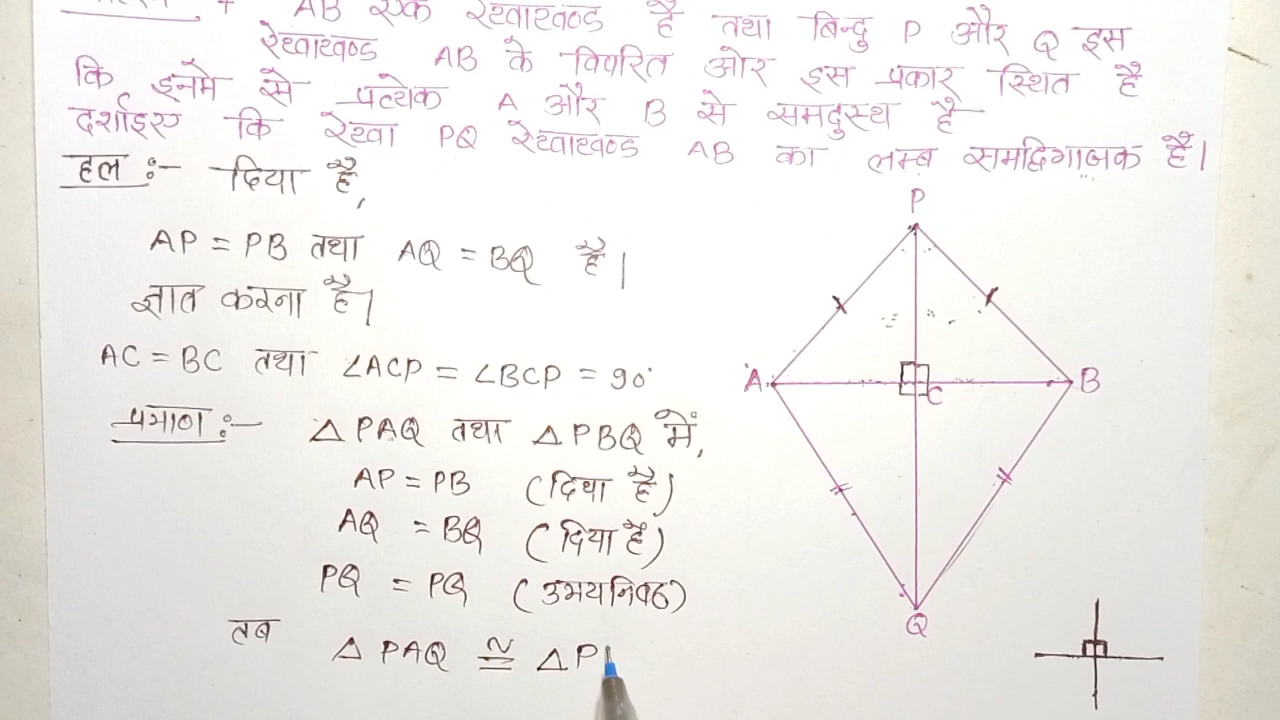 AB एक रेखाखण्ड है तथा बिन्दु P और Q इस
रेखाखण्ड AB के विपरित ओर इस प्रकार स्थित है
कि इनमे से प्रत्येक A और B से समदुस्थ है
दर्शाइए कि रेखा PQ रेखाखण्ड AB का लम्ब समद्विभाजक है।
हल :- दिया है,
AP = PB तथा AQ = BQ है।
ज्ञात करना है।
AC = BC तथा ∠ACP = ∠BCP = 90°
प्रमाण :- △ PAQ तथा △ PBQ में,
AP = PB (दिया है)
AQ = BQ (दिया है)
PQ = PQ (उभयनिष्ठ)
तब △ PAQ ≅ △ P
P
A
B
C
Q